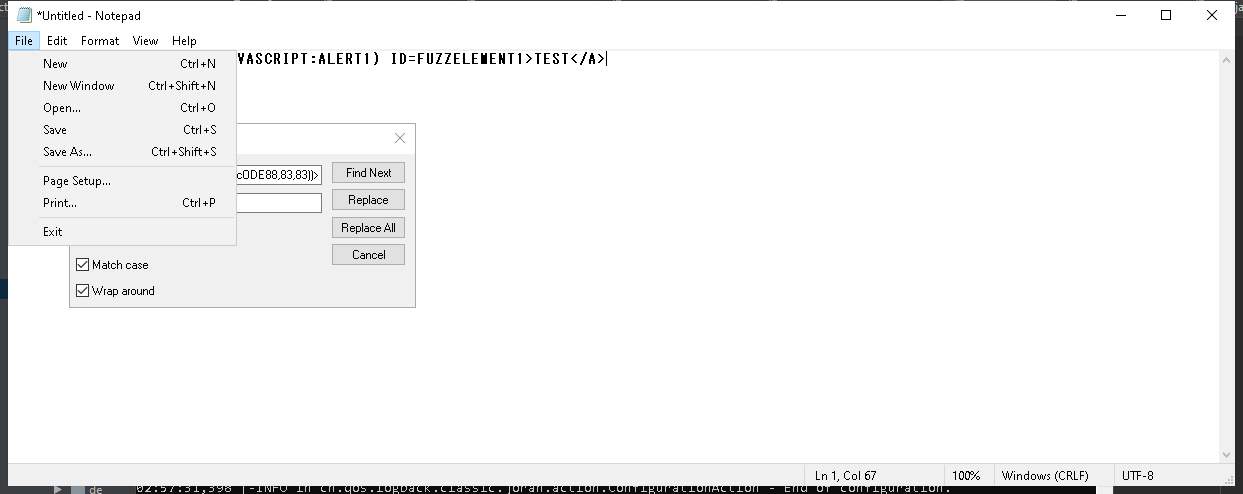 *Untitled - Notepad
File Edit Format View Help
VASCRIPT:ALERT1) ID=FUZZELEMENT1>TEST</A>
New Ctrl+N
New Window Ctrl+Shift+N
Open... Ctrl+O
Save Ctrl+S
Save As... Ctrl+Shift+S
Page Setup...
Print... Ctrl+P
Exit
cODE88,83,83))>
Find Next
Replace
Replace All
Cancel
Match case
Wrap around
Ln 1, Col 67 100% Windows (CRLF) UTF-8
de 02:57:31,398 |-INFO in ch.qos.logback.classic.joran.action.ConfigurationAction - End of configuration.